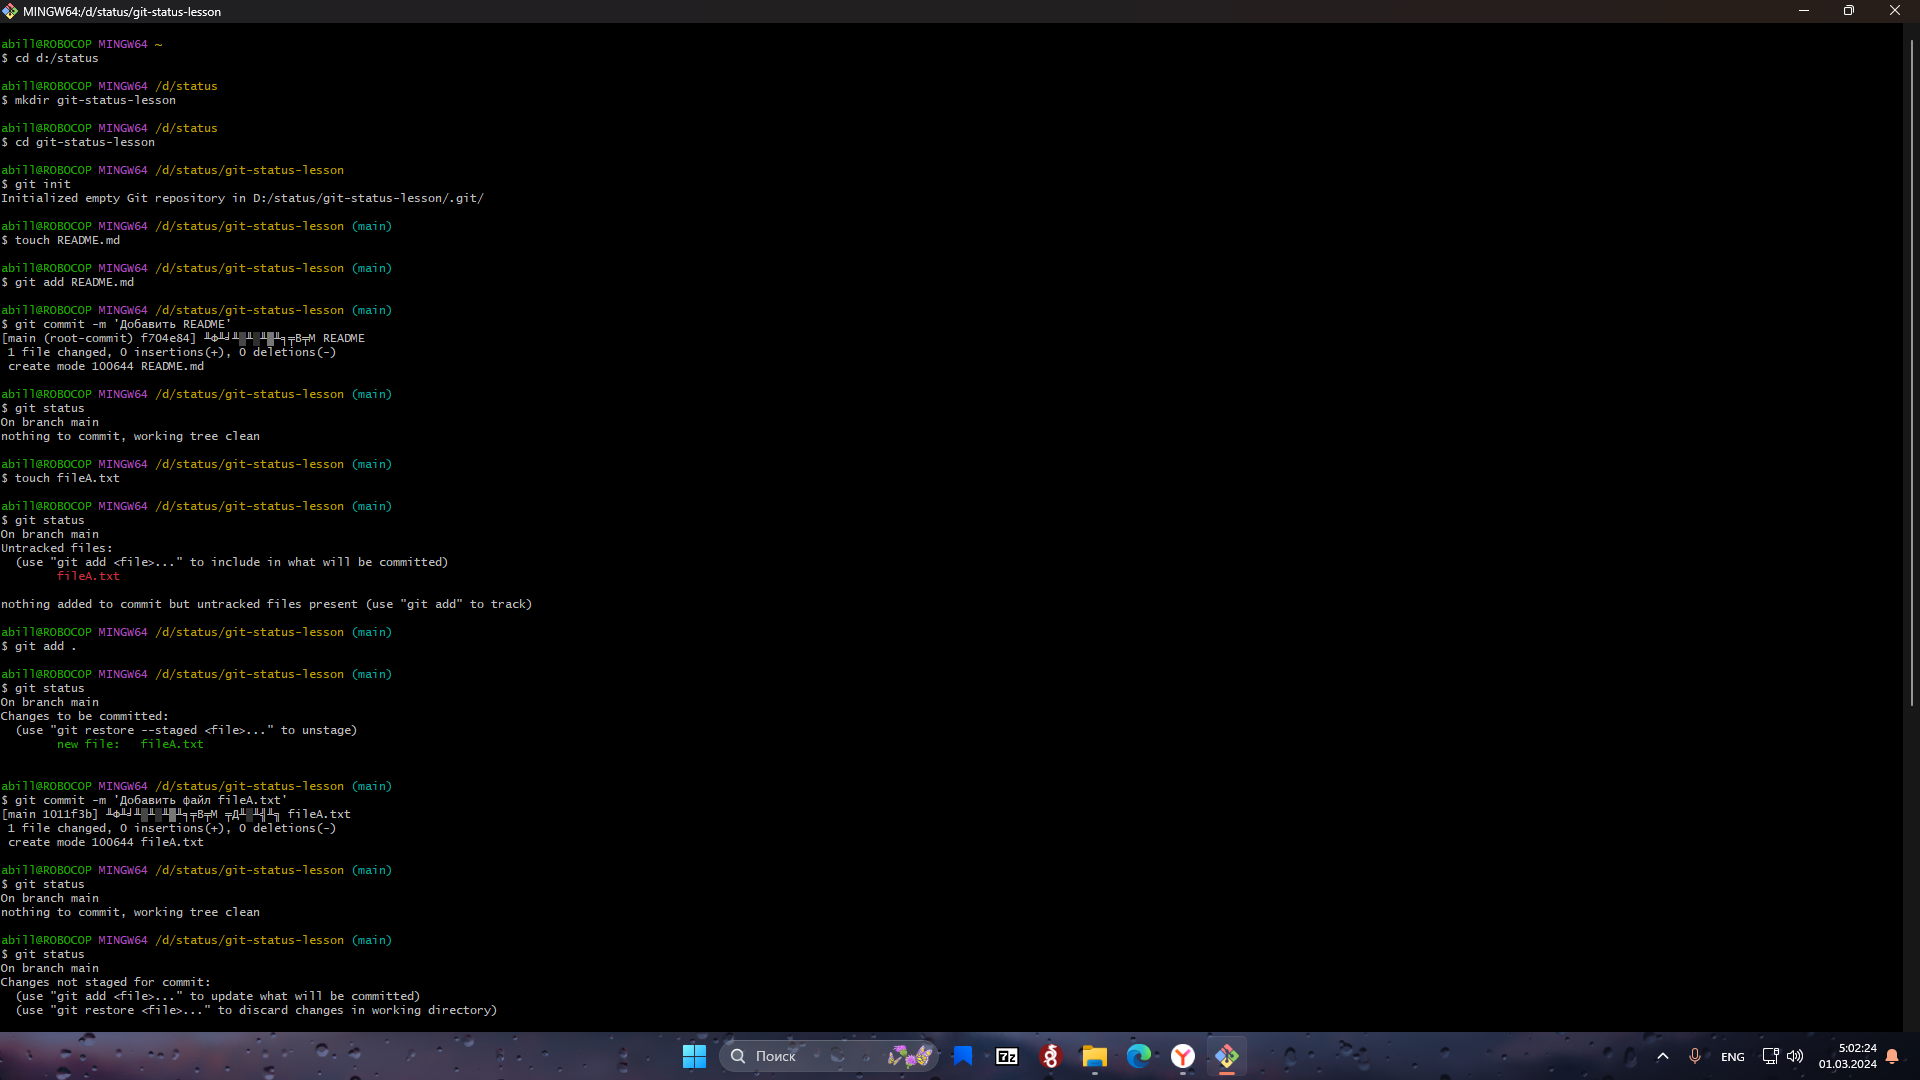 MINGW64:/d/status/git-status-lesson
abill@ROBOCOP MINGW64 ~
$ cd d:/status
abill@ROBOCOP MINGW64 /d/status
$ mkdir git-status-lesson
abill@ROBOCOP MINGW64 /d/status
$ cd git-status-lesson
abill@ROBOCOP MINGW64 /d/status/git-status-lesson
$ git init
Initialized empty Git repository in D:/status/git-status-lesson/.git/
abill@ROBOCOP MINGW64 /d/status/git-status-lesson (main)
$ touch README.md
abill@ROBOCOP MINGW64 /d/status/git-status-lesson (main)
$ git add README.md
abill@ROBOCOP MINGW64 /d/status/git-status-lesson (main)
$ git commit -m 'Добавить README'
[main (root-commit) f704e84] README
1 file changed, 0 insertions(+), 0 deletions(-)
create mode 100644 README.md
abill@ROBOCOP MINGW64 /d/status/git-status-lesson (main)
$ git status
On branch main
nothing to commit, working tree clean
abill@ROBOCOP MINGW64 /d/status/git-status-lesson (main)
$ touch fileA.txt
abill@ROBOCOP MINGW64 /d/status/git-status-lesson (main)
$ git status
On branch main
Untracked files:
(use "git add <file>..." to include in what will be committed)
fileA.txt
nothing added to commit but untracked files present (use "git add" to track)
abill@ROBOCOP MINGW64 /d/status/git-status-lesson (main)
$ git add .
abill@ROBOCOP MINGW64 /d/status/git-status-lesson (main)
$ git status
On branch main
Changes to be committed:
(use "git restore --staged <file>..." to unstage)
new file:   fileA.txt
abill@ROBOCOP MINGW64 /d/status/git-status-lesson (main)
$ git commit -m 'Добавить файл fileA.txt'
[main 1011f3b] fileA.txt
1 file changed, 0 insertions(+), 0 deletions(-)
create mode 100644 fileA.txt
abill@ROBOCOP MINGW64 /d/status/git-status-lesson (main)
$ git status
On branch main
nothing to commit, working tree clean
abill@ROBOCOP MINGW64 /d/status/git-status-lesson (main)
$ git status
On branch main
Changes not staged for commit:
(use "git add <file>..." to update what will be committed)
(use "git restore <file>..." to discard changes in working directory)
Поиск
7z
ENG
5:02:24
01.03.2024